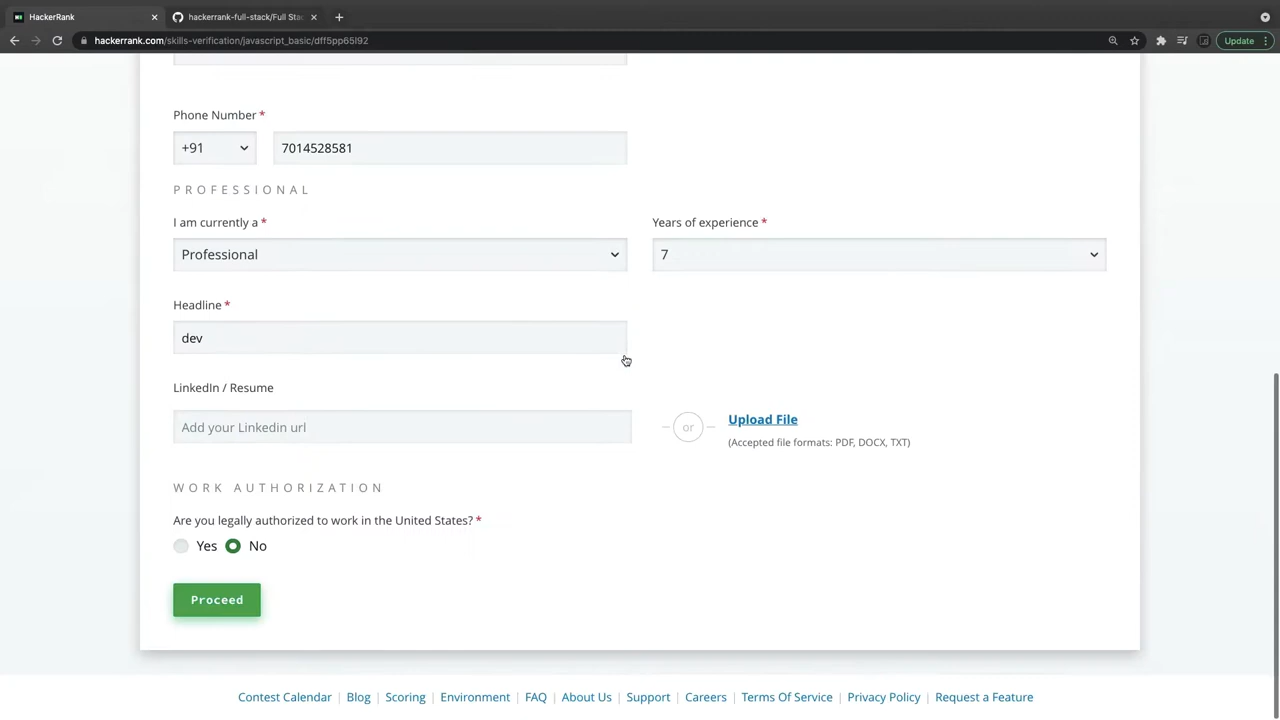 HackerRank
hackerrank-full-stack/Full Stac
hackerrank.com/skills-verification/javascript_basic/dff5pp65l92
Update
Phone Number *
+91
7014528581
PROFESSIONAL
I am currently a *
Years of experience *
Professional
7
Headline *
dev
LinkedIn / Resume
Add your Linkedin url
or
Upload File
(Accepted file formats: PDF, DOCX, TXT)
WORK AUTHORIZATION
Are you legally authorized to work in the United States? *
Yes
No
Proceed
Contest Calendar | Blog | Scoring | Environment | FAQ | About Us | Support | Careers | Terms Of Service | Privacy Policy | Request a Feature